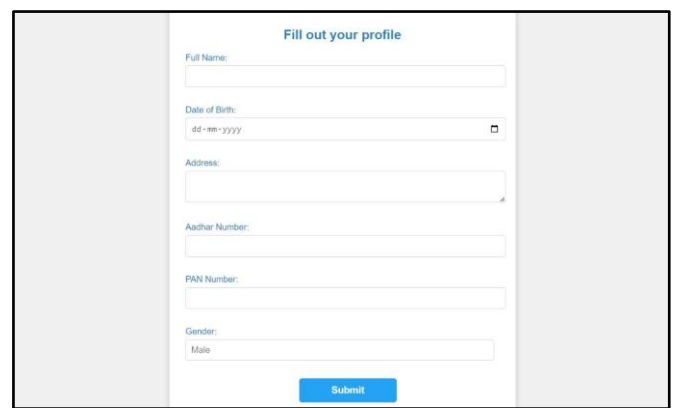 Fill out your profile
Full Name:
Date of Birth:
dd-mm-yyyy
Address:
Aadhar Number:
PAN Number:
Gender:
Male
Submit